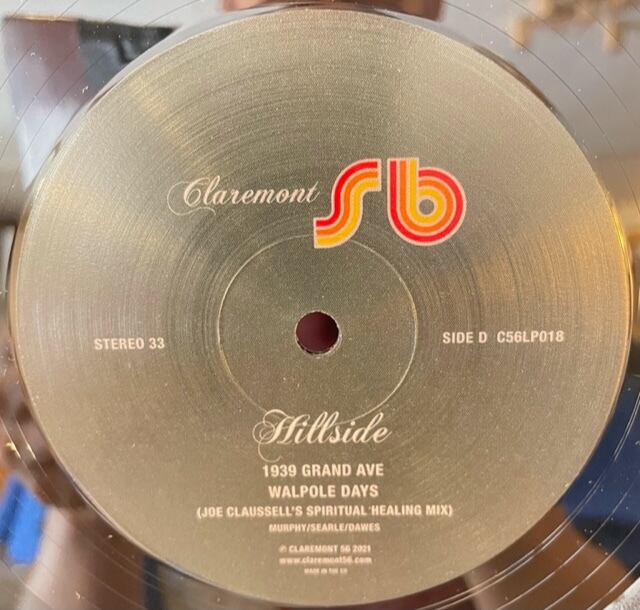 Claremont 56
STEREO 33
SIDE D C56LP018
Hillside
1939 GRAND AVE
WALPOLE DAYS
(JOE CLAUSSELL'S SPIRITUAL HEALING MIX)
MURPHY/SEARLE/DAWES
℗ CLAREMONT 56 2021
www.claremont56.com
MADE IN THE UK